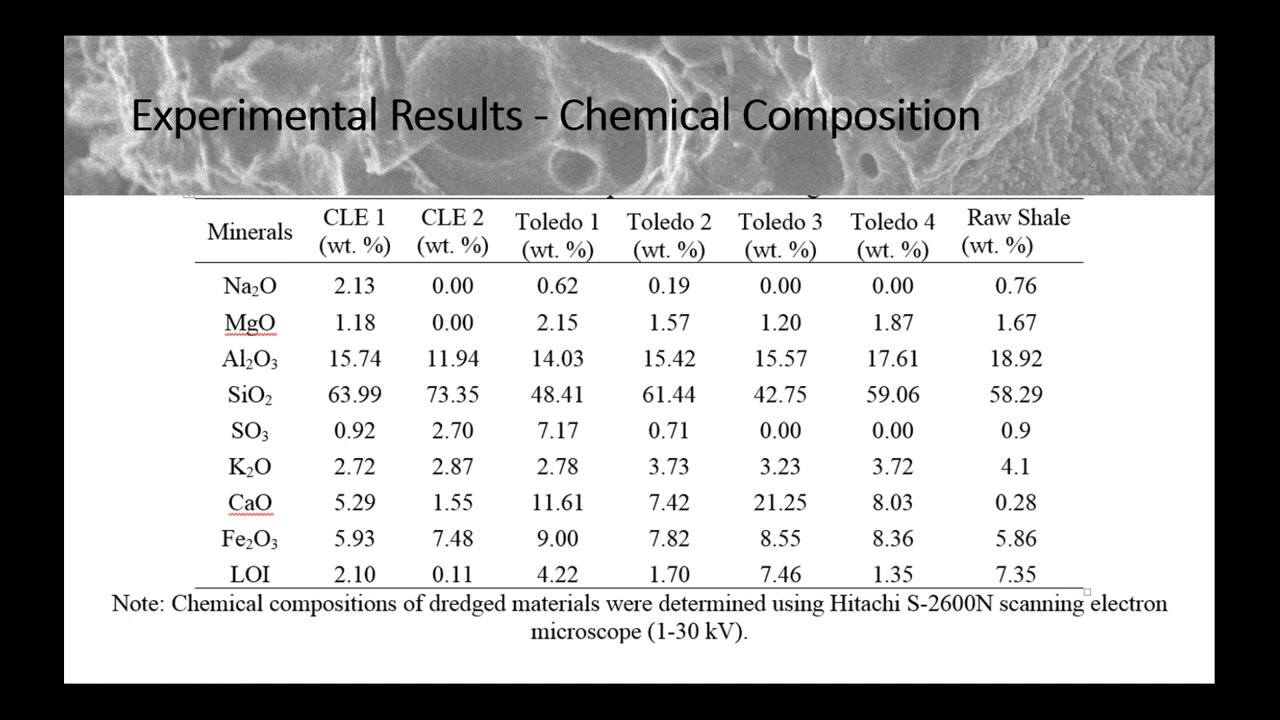 Experimental Results - Chemical Composition
Minerals CLE 1 (wt. %) CLE 2 (wt. %) Toledo 1 (wt. %) Toledo 2 (wt. %) Toledo 3 (wt. %) Toledo 4 (wt. %) Raw Shale (wt. %)
Na₂O 2.13 0.00 0.62 0.19 0.00 0.00 0.76
MgO 1.18 0.00 2.15 1.57 1.20 1.87 1.67
Al₂O₃ 15.74 11.94 14.03 15.42 15.57 17.61 18.92
SiO₂ 63.99 73.35 48.41 61.44 42.75 59.06 58.29
SO₃ 0.92 2.70 7.17 0.71 0.00 0.00 0.9
K₂O 2.72 2.87 2.78 3.73 3.23 3.72 4.1
CaO 5.29 1.55 11.61 7.42 21.25 8.03 0.28
Fe₂O₃ 5.93 7.48 9.00 7.82 8.55 8.36 5.86
LOI 2.10 0.11 4.22 1.70 7.46 1.35 7.35
Note: Chemical compositions of dredged materials were determined using Hitachi S-2600N scanning electron
microscope (1-30 kV).